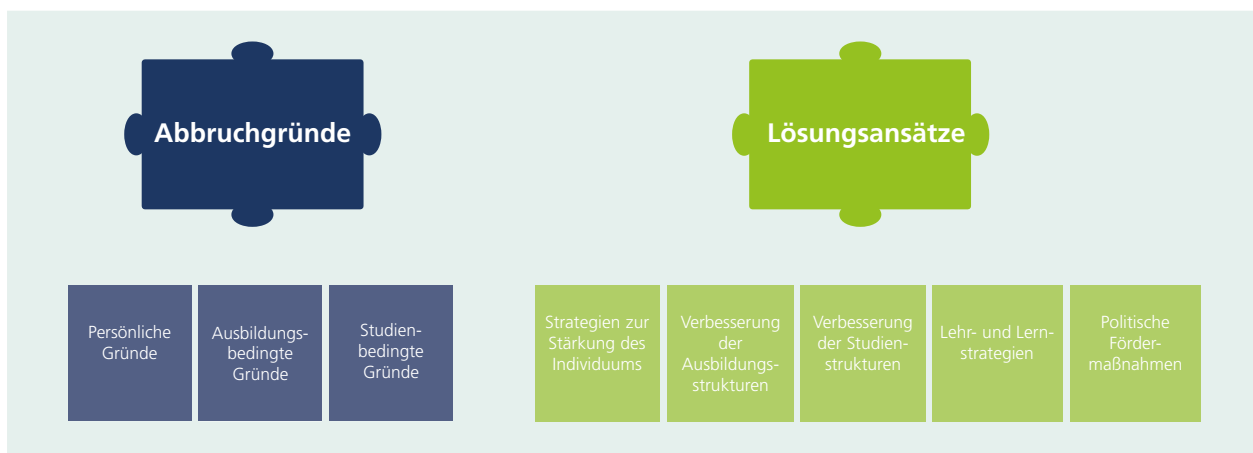 Abbruchgründe
Lösungsansätze
Persönliche
Gründe
Ausbildungs-
bedingte
Gründe
Studien-
bedingte
Gründe
Strategien zur
Stärkung des
Individuums
Verbesserung
der
Ausbildungs-
strukturen
Verbesserung
der Studien-
strukturen
Lehr- und Lern-
strategien
Politische
Förder-
maßnahmen